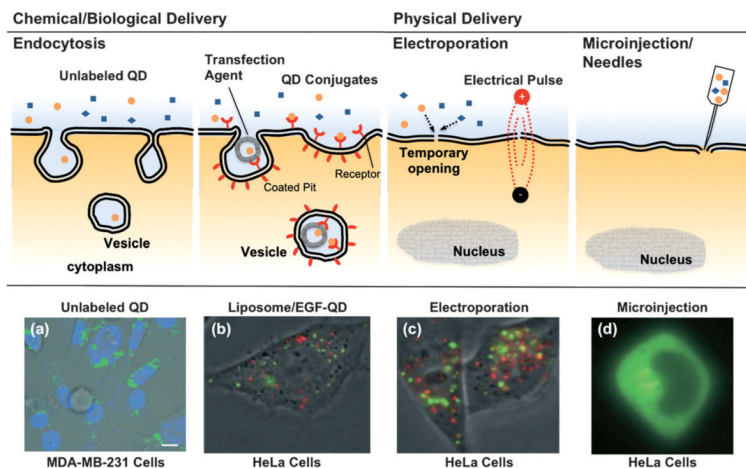 Chemical/Biological Delivery
Physical Delivery
Endocytosis
Electroporation
Microinjection/
Needles
Unlabeled QD
Transfection
Agent
QD Conjugates
Electrical Pulse
+
Coated Pit
Receptor
Temporary
opening
-
Vesicle
cytoplasm
Vesicle
Nucleus
Nucleus
Unlabeled QD
Liposome/EGF-QD
Electroporation
Microinjection
(a)
(b)
(c)
(d)
MDA-MB-231 Cells
HeLa Cells
HeLa Cells
HeLa Cells